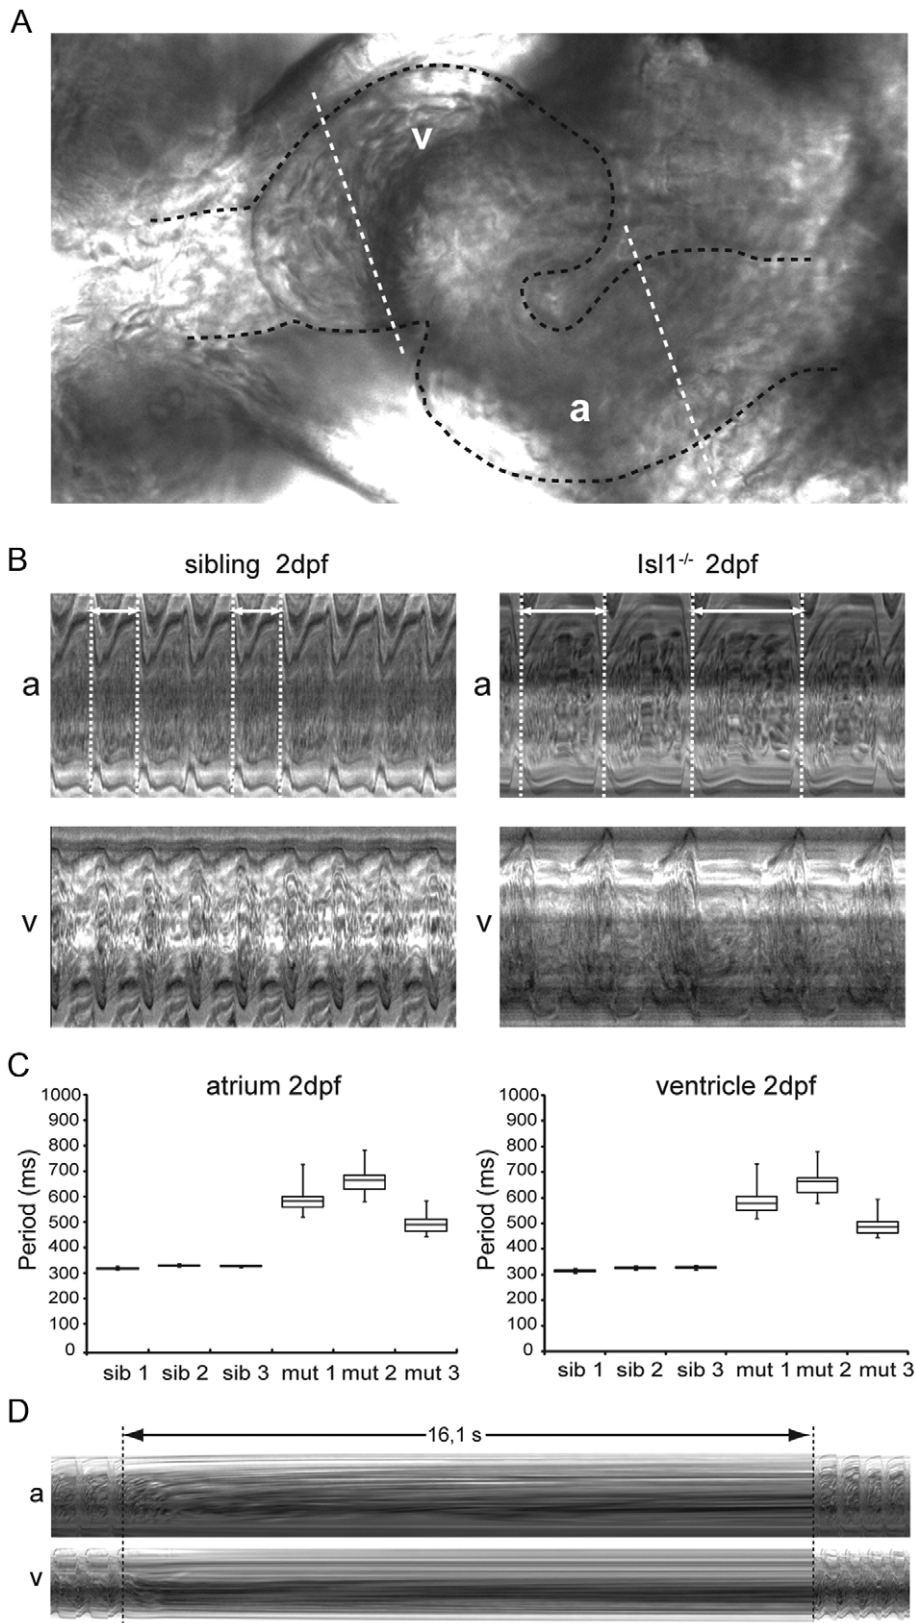 A
v
a
B
sibling 2dpf
Isl1-/- 2dpf
a
a
v
v
C
atrium 2dpf
ventricle 2dpf
Period (ms)
1000
900
800
700
600
500
400
300
200
100
0
sib 1 sib 2 sib 3 mut 1 mut 2 mut 3
Period (ms)
1000
900
800
700
600
500
400
300
200
100
0
sib 1 sib 2 sib 3 mut 1 mut 2 mut 3
D
16,1 s
a
v